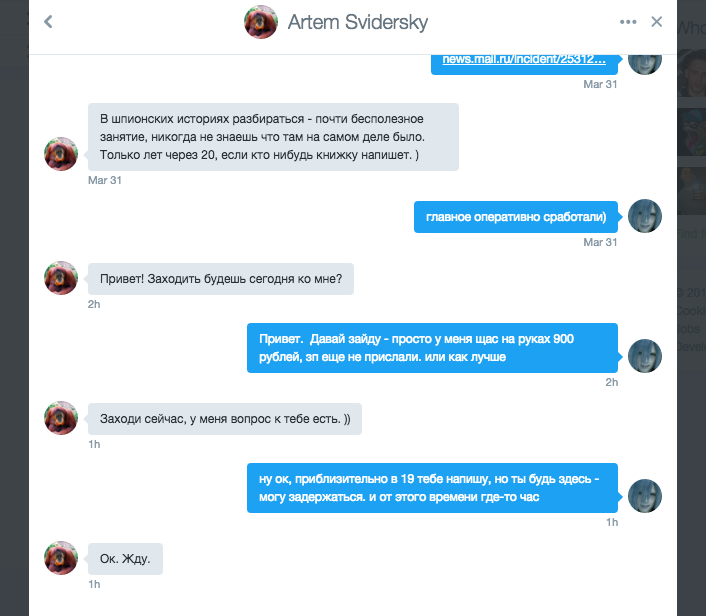 Artem Svidersky
news.mail.ru/incident/25312...
Mar 31
В шпионских историях разбираться - почти бесполезное
занятие, никогда не знаешь что там на самом деле было.
Только лет через 20, если кто нибудь книжку напишет. )
Mar 31
главное оперативно сработали)
Mar 31
Привет! Заходить будешь сегодня ко мне?
2h
Привет.  Давай зайду - просто у меня щас на руках 900
рублей, зп еще не прислали. или как лучше
2h
Заходи сейчас, у меня вопрос к тебе есть. ))
1h
ну ок, приблизительно в 19 тебе напишу, но ты будь здесь -
могу задержаться. и от этого времени где-то час
1h
Ок. Жду.
1h